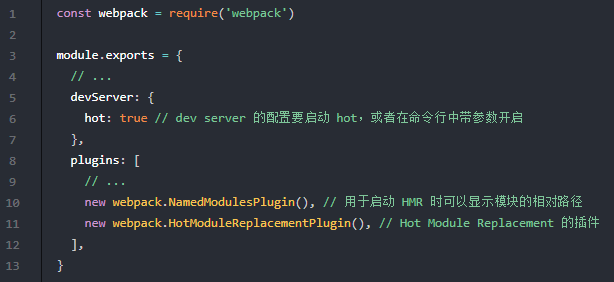 1 const webpack = require('webpack')
2
3 module.exports = {
4 // ...
5 devServer: {
6 hot: true // dev server 的配置要启动 hot，或者在命令行中带参数开启
7 },
8 plugins: [
9 // ...
10 new webpack.NamedModulesPlugin(), // 用于启动 HMR 时可以显示模块的相对路径
11 new webpack.HotModuleReplacementPlugin(), // Hot Module Replacement 的插件
12 ],
13 }